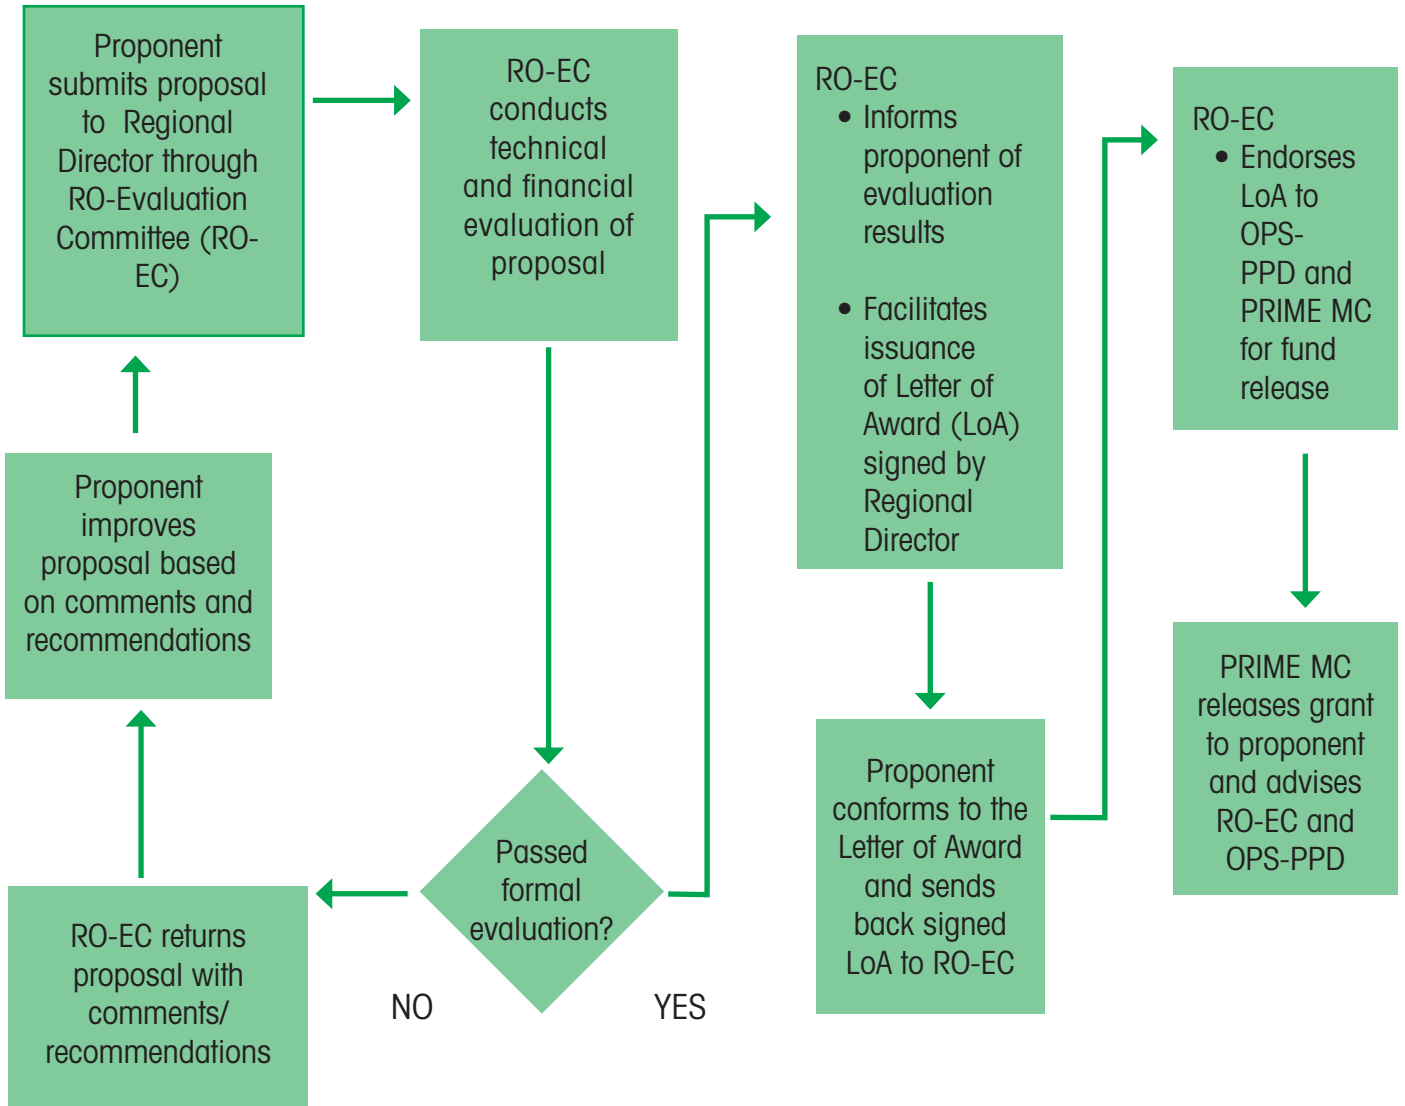 Proponent
submits proposal
to Regional
Director through
RO-Evaluation
Committee (RO-
EC)
RO-EC
conducts
technical
and financial
evaluation of
proposal
Passed
formal
evaluation?
NO
YES
RO-EC returns
proposal with
comments/
recommendations
Proponent
improves
proposal based
on comments and
recommendations
RO-EC
• Informs
proponent of
evaluation
results
• Facilitates
issuance
of Letter of
Award (LoA)
signed by
Regional
Director
Proponent
conforms to the
Letter of Award
and sends
back signed
LoA to RO-EC
RO-EC
• Endorses
LoA to
OPS-
PPD and
PRIME MC
for fund
release
PRIME MC
releases grant
to proponent
and advises
RO-EC and
OPS-PPD